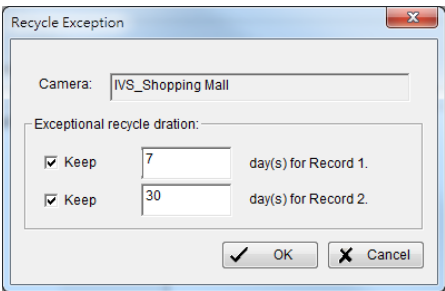 Recycle Exception
Camera: IVS_Shopping Mall
Exceptional recycle dration:
Keep 7 day(s) for Record 1.
Keep 30 day(s) for Record 2.
OK Cancel